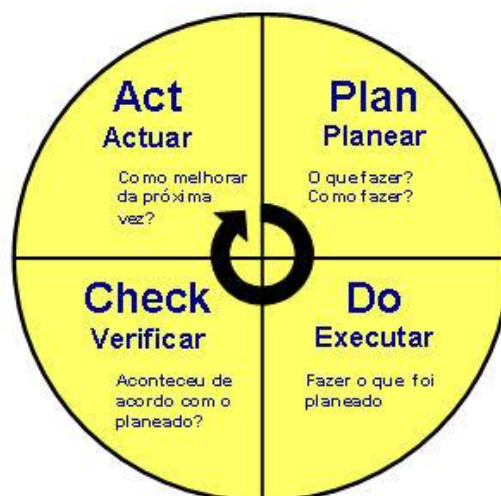 Act
Actuar
Como melhorar
da próxima
vez?
Plan
Planear
O que fazer?
Como fazer?
Check
Verificar
Aconteceu de
acordo com o
planeado?
Do
Executar
Fazer o que foi
planeado